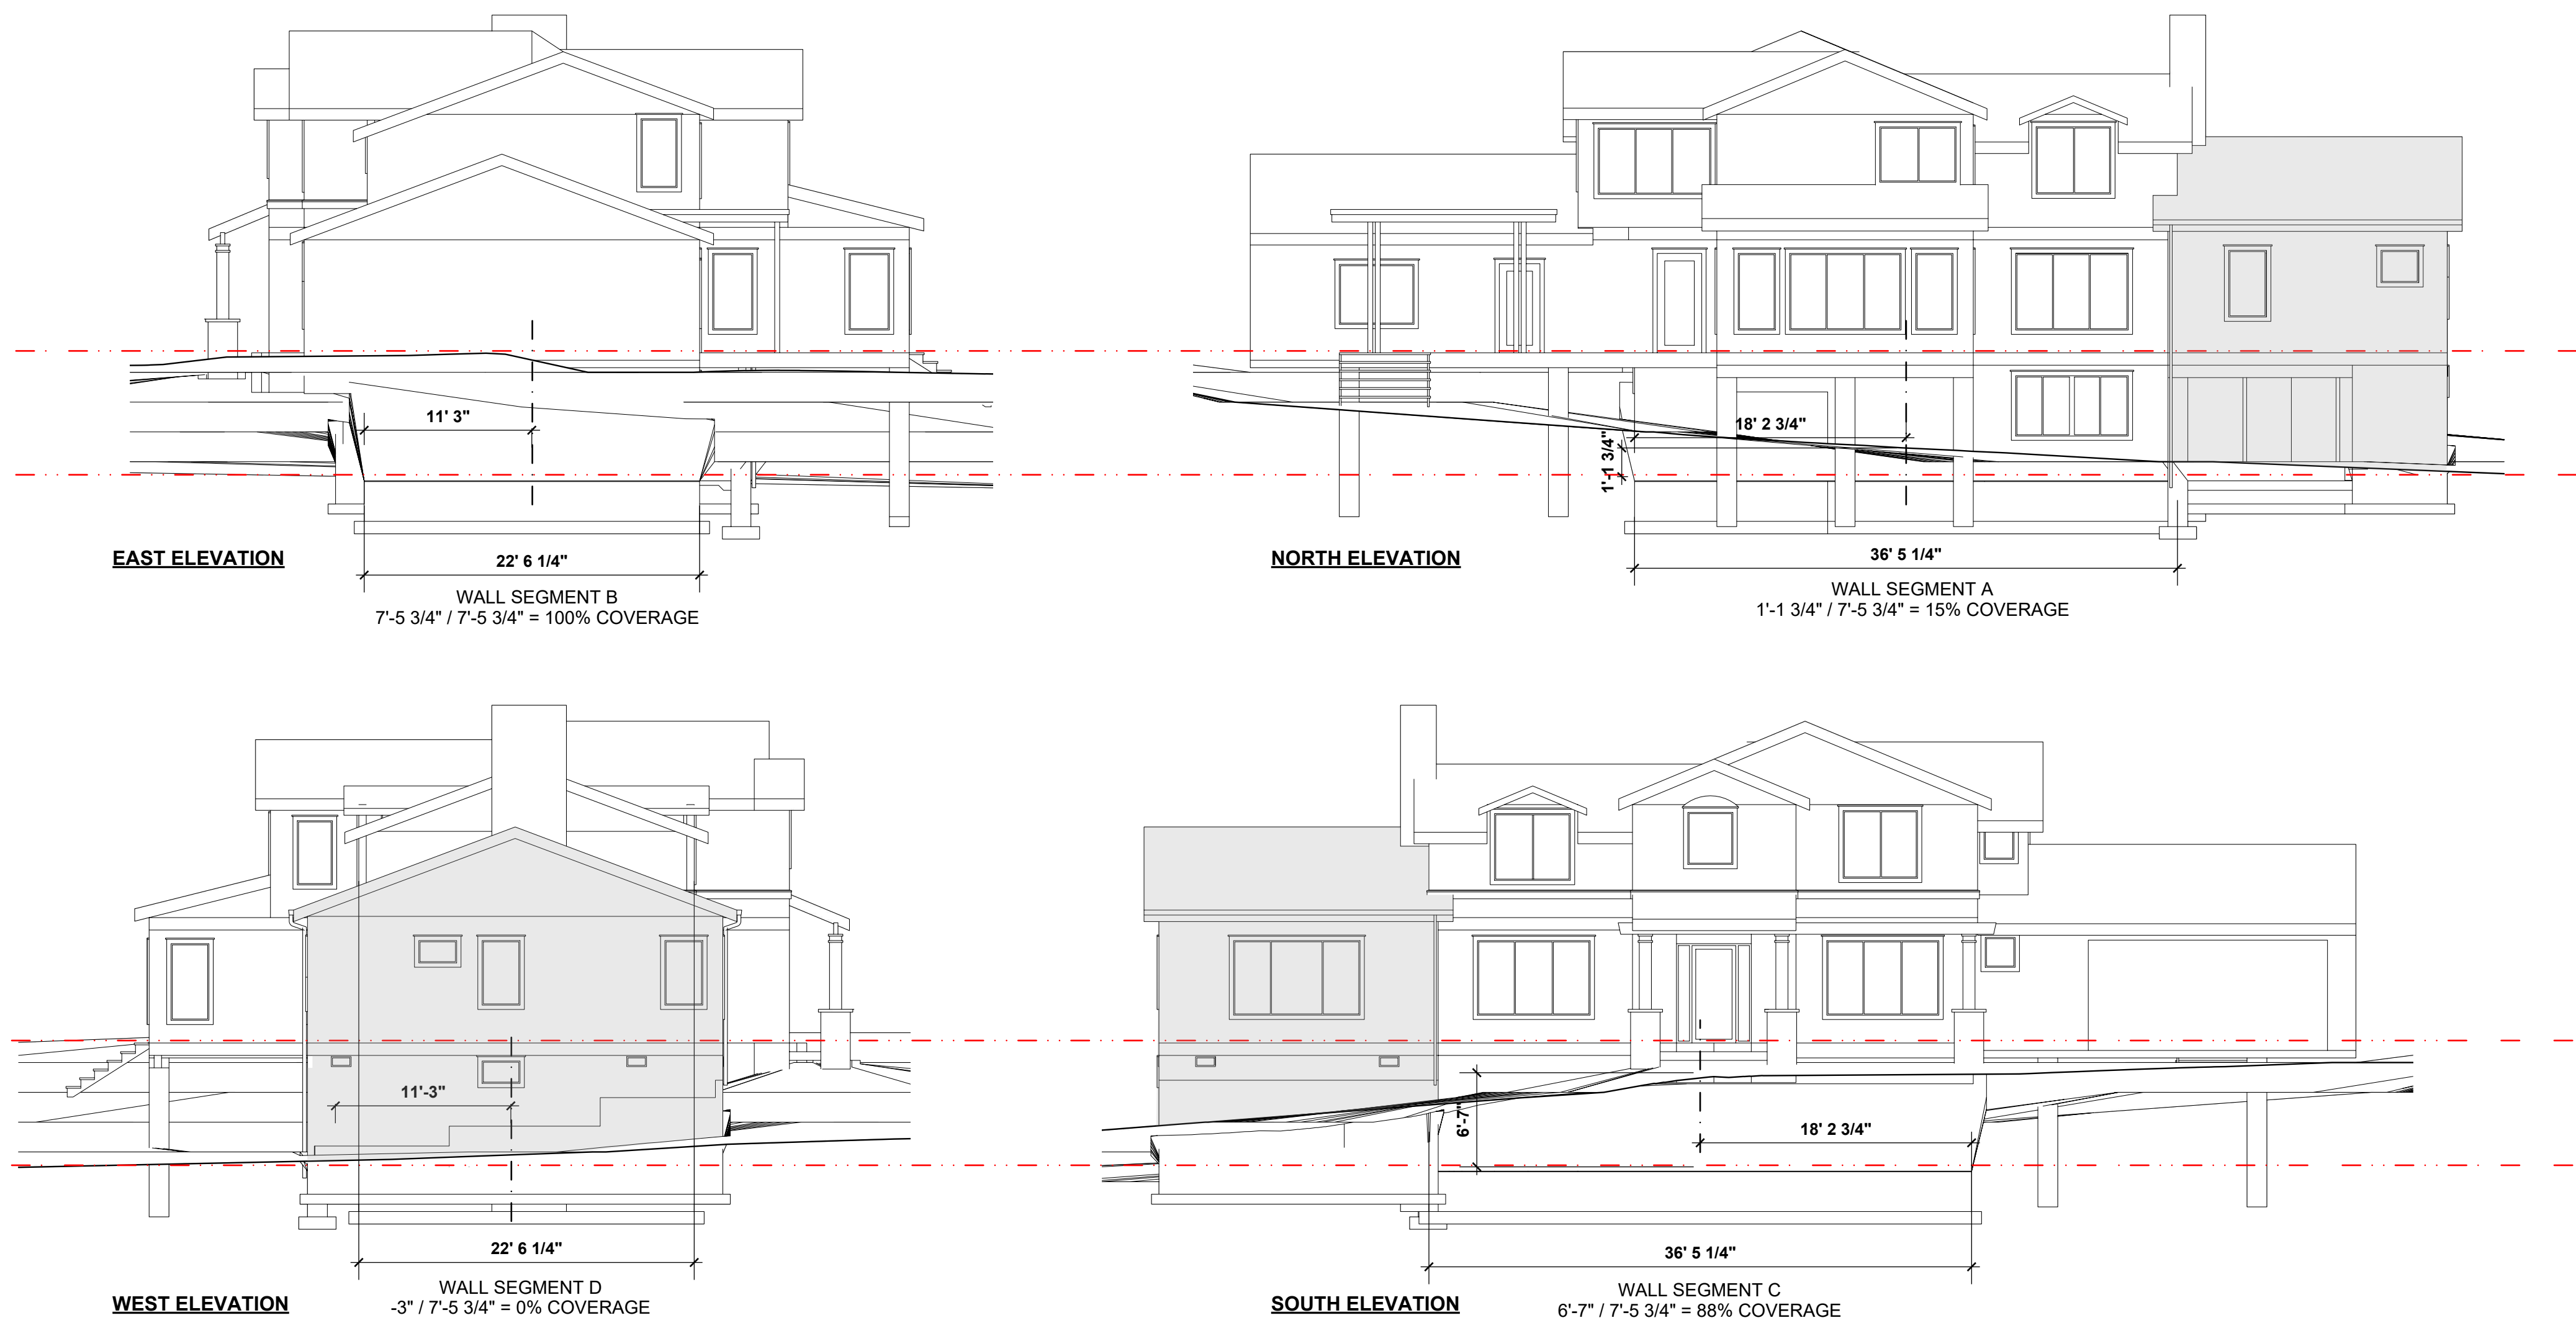 11' 3"
EAST ELEVATION
22' 6 1/4"
WALL SEGMENT B
7'-5 3/4" / 7'-5 3/4" = 100% COVERAGE
18' 2 3/4"
1'-1 3/4"
NORTH ELEVATION
36' 5 1/4"
WALL SEGMENT A
1'-1 3/4" / 7'-5 3/4" = 15% COVERAGE
11'-3"
22' 6 1/4"
WEST ELEVATION
WALL SEGMENT D
-3" / 7'-5 3/4" = 0% COVERAGE
6'-7"
18' 2 3/4"
36' 5 1/4"
SOUTH ELEVATION
WALL SEGMENT C
6'-7" / 7'-5 3/4" = 88% COVERAGE